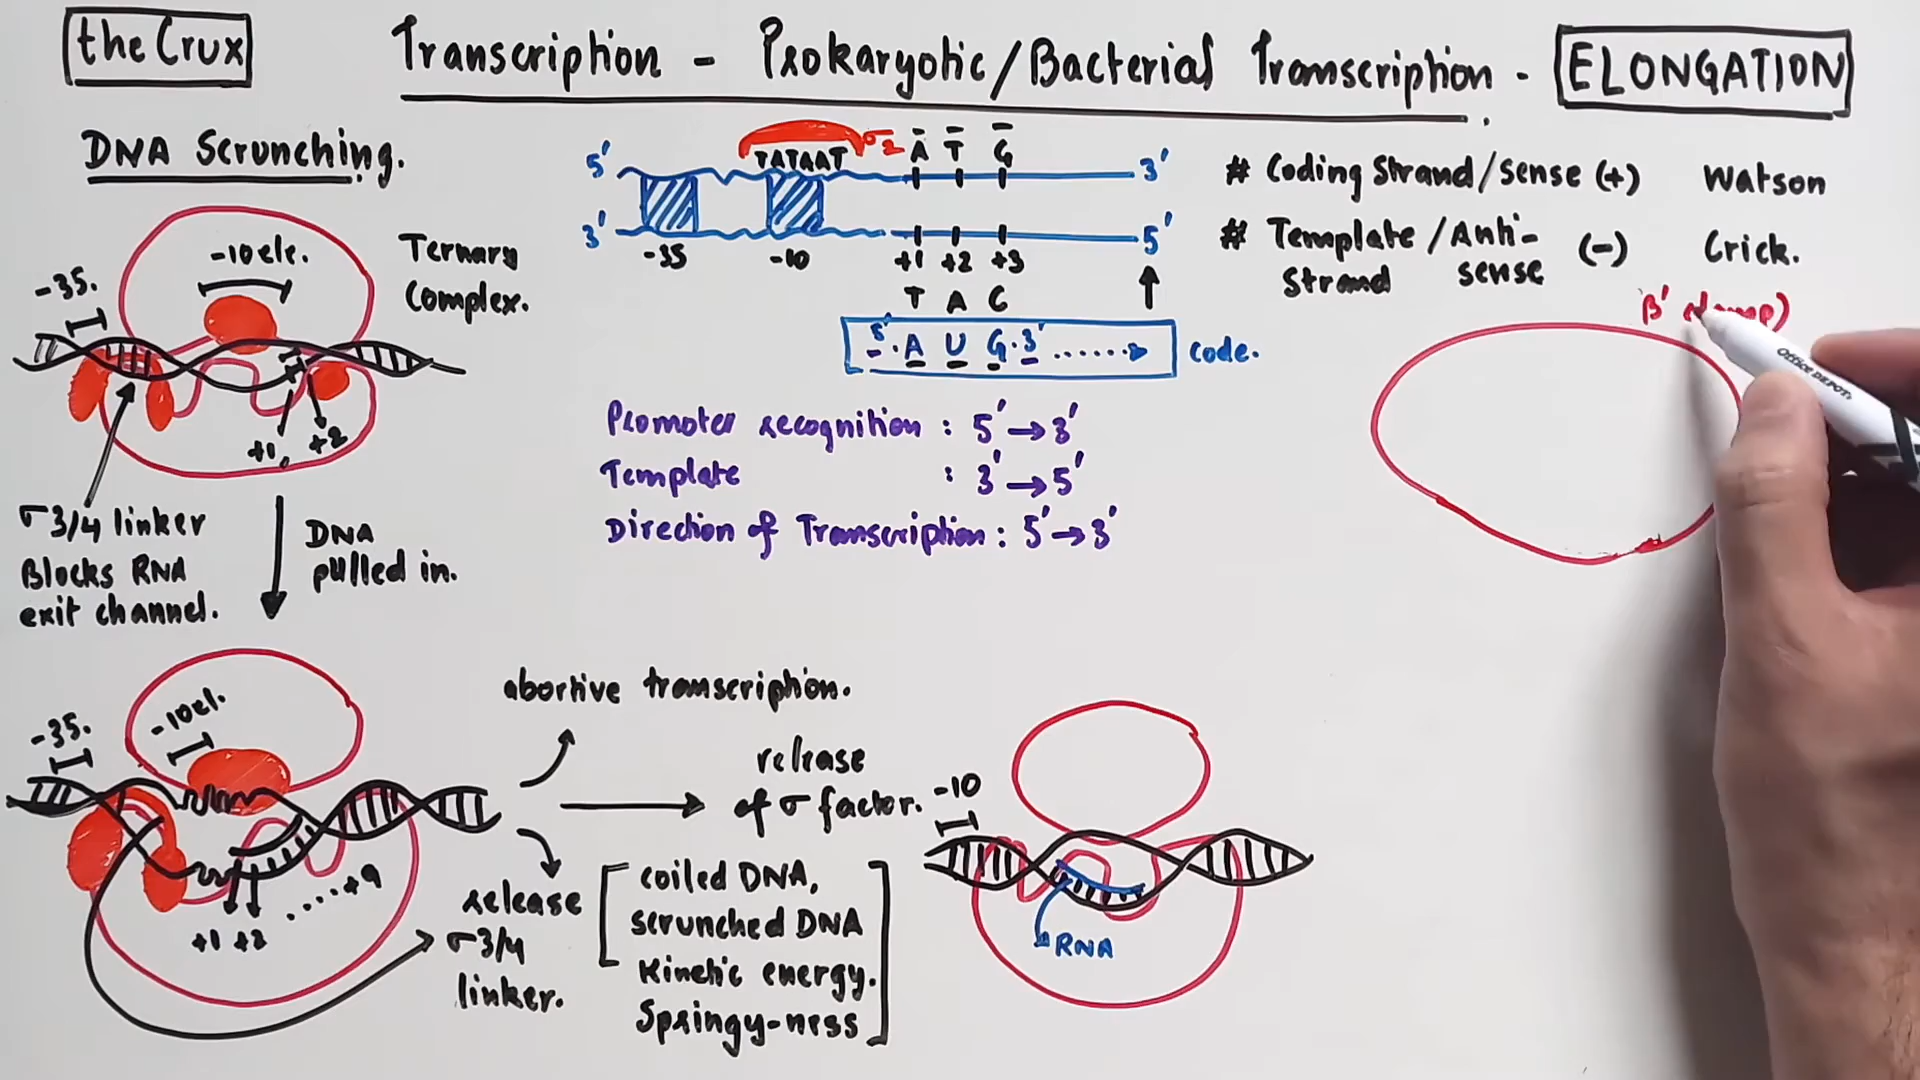 the Crux
Transcription - Prokaryotic/Bacterial Transcription - ELONGATION
DNA Scrunching.
-35.
-10 ele.
Ternary
Complex.
+1, +2
σ3/4 linker
Blocks RNA
exit channel.
DNA
pulled in.
5' TATAAT σ2 A T G 3'
3' 5'
-35 -10 +1 +2 +3
T A C
5' . A U G . 3' ......
code.
# Coding Strand/sense (+) Watson
# Template/Anti-
Strand sense (-) Crick.
Promoter recognition : 5'→3'
Template : 3'→5'
Direction of Transcription : 5'→3'
β'
-35.
-10el.
+1 +2 ....+9
abortive transcription.
release
of σ factor.
release
σ3/4
linker.
coiled DNA,
scrunched DNA
Kinetic energy.
Springy-ness
-10
RNA
Office DEPOT